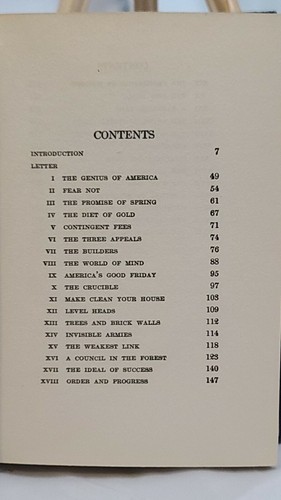 CONTENTS
INTRODUCTION 7
LETTER
I THE GENIUS OF AMERICA 49
II FEAR NOT 54
III THE PROMISE OF SPRING 61
IV THE DIET OF GOLD 67
V CONTINGENT FEES 71
VI THE THREE APPEALS 74
VII THE BUILDERS 76
VIII THE WORLD OF MIND 88
IX AMERICA'S GOOD FRIDAY 95
X THE CRUCIBLE 97
XI MAKE CLEAN YOUR HOUSE 103
XII LEVEL HEADS 109
XIII TREES AND BRICK WALLS 112
XIV INVISIBLE ARMIES 114
XV THE WEAKEST LINK 118
XVI A COUNCIL IN THE FOREST 123
XVII THE IDEAL OF SUCCESS 140
XVIII ORDER AND PROGRESS 147